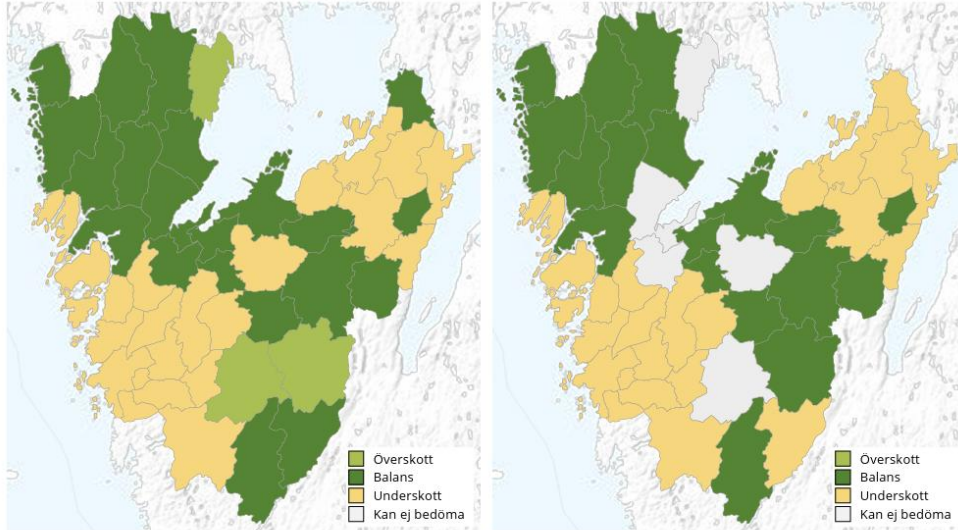 Överskott
Balans
Underskott
Kan ej bedöma
Överskott
Balans
Underskott
Kan ej bedöma